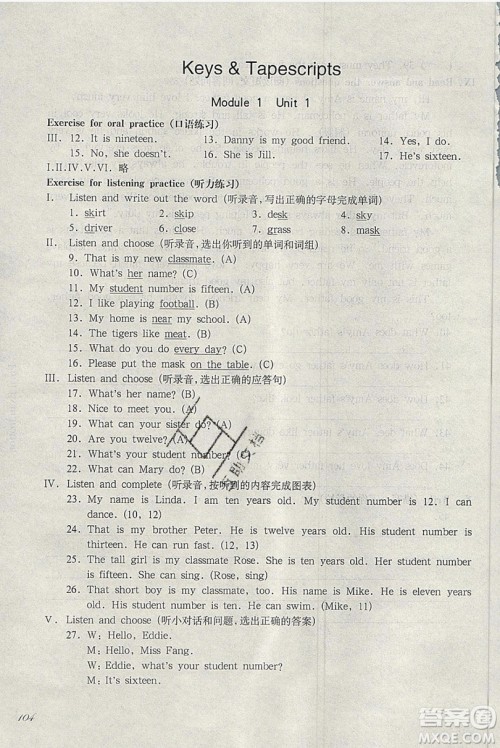 Keys & Tapescripts
Module 1 Unit 1
Exercise for oral practice (口语练习)
III. 12. It is nineteen. 13. Danny is my good friend. 14. Yes, I do.
15. No, she doesn't. 16. She is Jill. 17. He's sixteen.
I.II.IV.V.VI. 略
Exercise for listening practice (听力练习)
I. Listen and write out the word (听录音,写出正确的字母完成单词)
1. skirt 2. skip 3. desk 4. sky
5. driver 6. close 7. grass 8. mask
II. Listen and choose (听录音,选出你听到的单词和词组)
9. That is my new classmate. (A)
10. What's her name? (C)
11. My student number is fifteen. (B)
12. I like playing football. (B)
13. My home is near my school. (A)
14. The tigers like meat. (B)
15. What do you do every day? (A)
16. Please put the mask on the table. (C)
III. Listen and choose (听录音,选出正确的应答句)
17. What's her name? (B)
18. Nice to meet you. (B)
19. What can your sister do? (A)
20. Are you twelve? (A)
21. What's your student number? (A)
22. What can Mary do? (B)
IV. Listen and complete (听录音,按听到的内容完成图表)
23. My name is Linda. I am ten years old. My student number is 12. I can dance. (10, 12)
24. That is my brother Peter. He is twelve years old. His student number is thirteen. He can run fast. (12, 13)
25. The tall girl is my classmate Rose. She is ten years old. Her student number is fifteen. She can sing. (Rose, 15)
26. That short boy is my classmate, too. His name is Mike. He is eleven years old. His student number is ten. He can swim. (Mike, 11)
V. Listen and choose (听小对话和问题,选出正确的答案)
27. W: Hello, Eddie.
M: Hello, Miss Fang.
W: Eddie, what's your student number?
M: It's sixteen.
104
答案圈
MXQE.COM